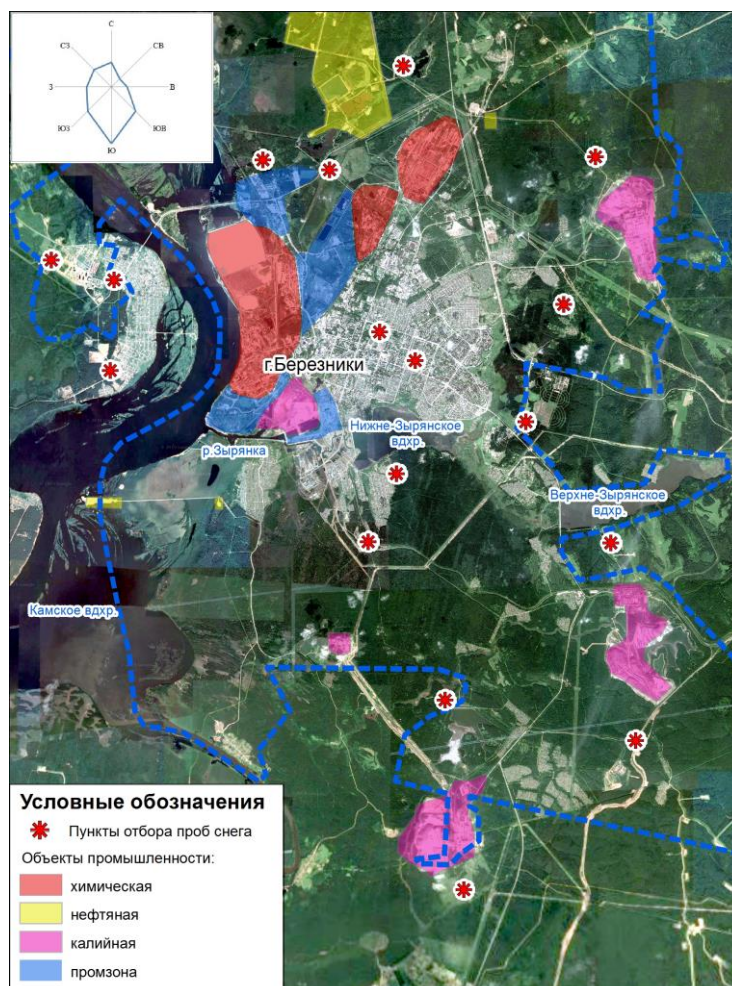 С
СЗ
СВ
З
В
ЮЗ
ЮВ
Ю
г.Березники
Нижне-Зырянское
вдхр.
р.Зырянка
Верхне-Зырянское
вдхр.
Камское вдхр.
Условные обозначения
Пункты отбора проб снега
Объекты промышленности:
химическая
нефтяная
калийная
промзона